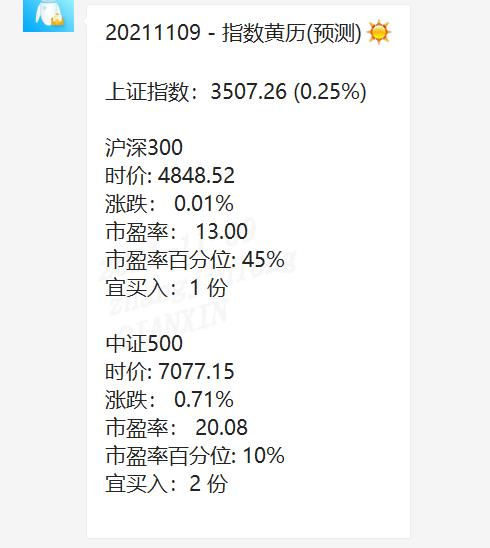 20211109 - 指数黄历(预测)
上证指数：3507.26 (0.25%)
沪深300
时价: 4848.52
涨跌： 0.01%
市盈率： 13.00
市盈率百分位: 45%
宜买入：1 份
中证500
时价: 7077.15
涨跌： 0.71%
市盈率： 20.08
市盈率百分位: 10%
宜买入：2 份